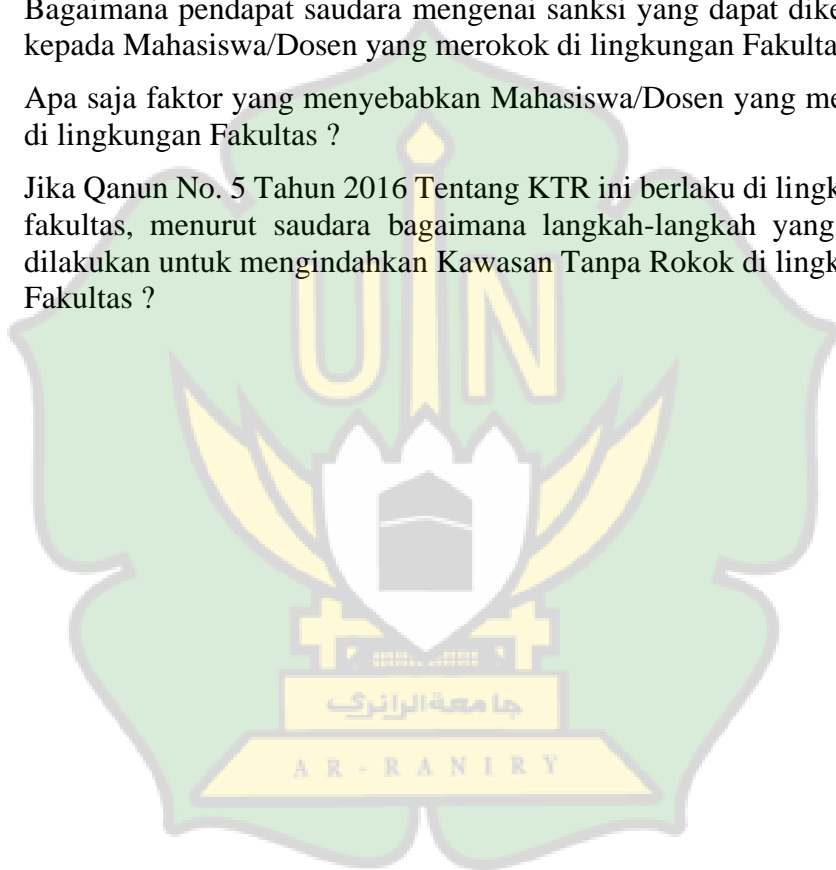 Bagaimana pendapat saudara mengenai sanksi yang dapat dike
kepada Mahasiswa/Dosen yang merokok di lingkungan Fakulta
Apa saja faktor yang menyebabkan Mahasiswa/Dosen yang me
di lingkungan Fakultas ?
Jika Qanun No. 5 Tahun 2016 Tentang KTR ini berlaku di lingk
fakultas, menurut saudara bagaimana langkah-langkah yang
dilakukan untuk mengindahkan Kawasan Tanpa Rokok di lingk
Fakultas ?
UIN
جامعةالرانري
AR-RANIRY